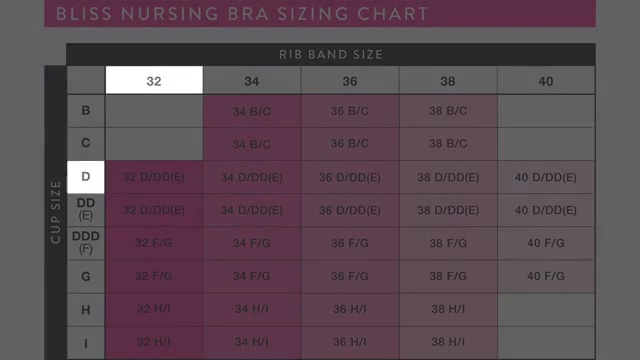 BLISS NURSING BRA SIZING CHART
RIB BAND SIZE
32 34 36 38 40
CUP SIZE
B 34 B/C 36 B/C 38 B/C
C 34 B/C 36 B/C 38 B/C
D 32 D/DD(E) 34 D/DD(E) 36 D/DD(E) 38 D/DD(E) 40 D/DD(E)
DD (E) 32 D/DD(E) 34 D/DD(E) 36 D/DD(E) 38 D/DD(E) 40 D/DD(E)
DDD (F) 32 F/G 34 F/G 36 F/G 38 F/G 40 F/G
G 32 F/G 34 F/G 36 F/G 38 F/G 40 F/G
H 32 H/I 34 H/I 36 H/I 38 H/I
I 32 H/I 34 H/I 36 H/I 38 H/I